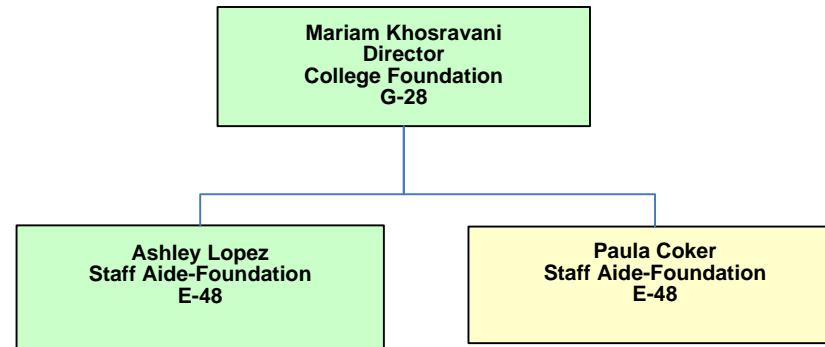 Mariam Khosravani
Director
College Foundation
G-28
Ashley Lopez
Staff Aide-Foundation
E-48
Paula Coker
Staff Aide-Foundation
E-48